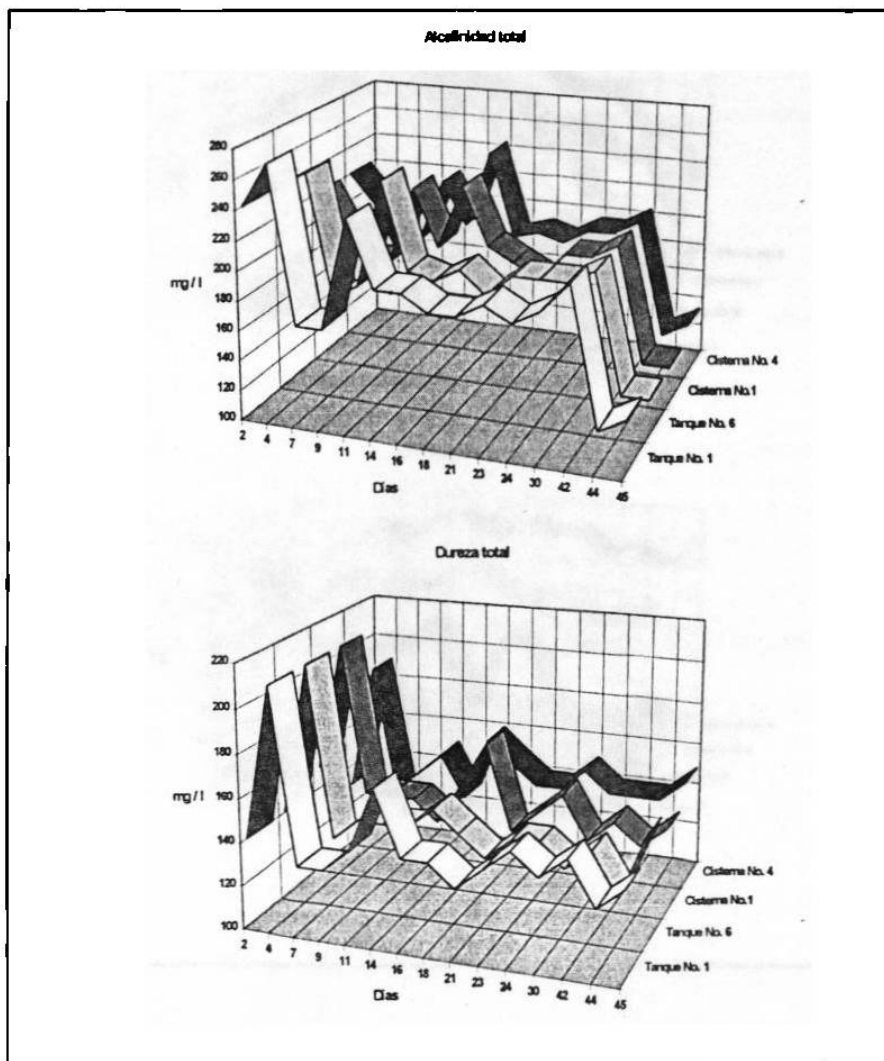 Alcalinidad total
280
260
240
220
200
mg / l
180
160
140
120
100
2 4 7 9 11 14 16 18 21 23 24 30 42 44 45
Días
Cisterna No. 4
Cisterna No.1
Tanque No. 6
Tanque No. 1
Dureza total
220
200
180
mg / l
160
140
120
100
2 4 7 9 11 14 16 18 21 23 24 30 42 44 45
Días
Cisterna No. 4
Cisterna No.1
Tanque No. 6
Tanque No. 1